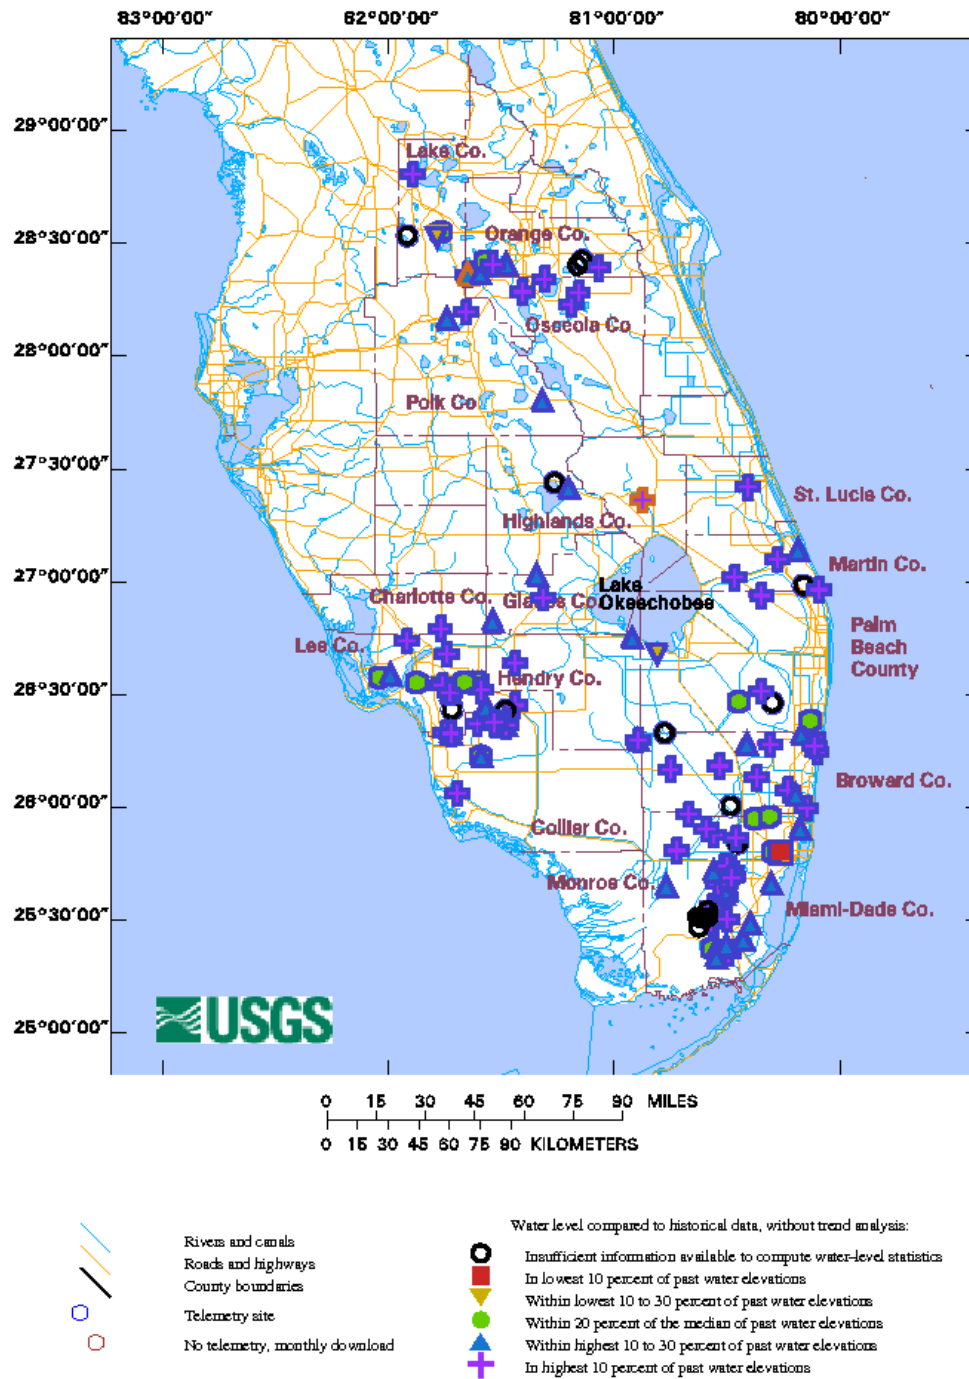 83°00'00" 82°00'00" 81°00'00" 80°00'00"
29°00'00"
Lake Co.
28°30'00"
Orange Co.
Osceola Co
28°00'00"
Polk Co.
27°30'00"
St. Lucie Co.
Highlands Co.
Martin Co.
27°00'00"
Lake
Okeechobee
Charlotte Co.
Glades Co.
Palm
Beach
County
Lee Co.
Hendry Co.
28°30'00"
Broward Co.
28°00'00"
Collier Co.
Monroe Co.
Miami-Dade Co.
25°30'00"
USGS
25°00'00"
0 15 30 45 60 75 90 MILES
0 15 30 45 60 75 90 KILOMETERS
Water level compared to historical data, without trend analysis:
Rivers and canals
Roads and highways
County boundaries
Telemetry site
No telemetry, monthly download
Insufficient information available to compute water-level statistics
In lowest 10 percent of past water elevations
Within lowest 10 to 30 percent of past water elevations
Within 20 percent of the median of past water elevations
Within highest 10 to 30 percent of past water elevations
In highest 10 percent of past water elevations